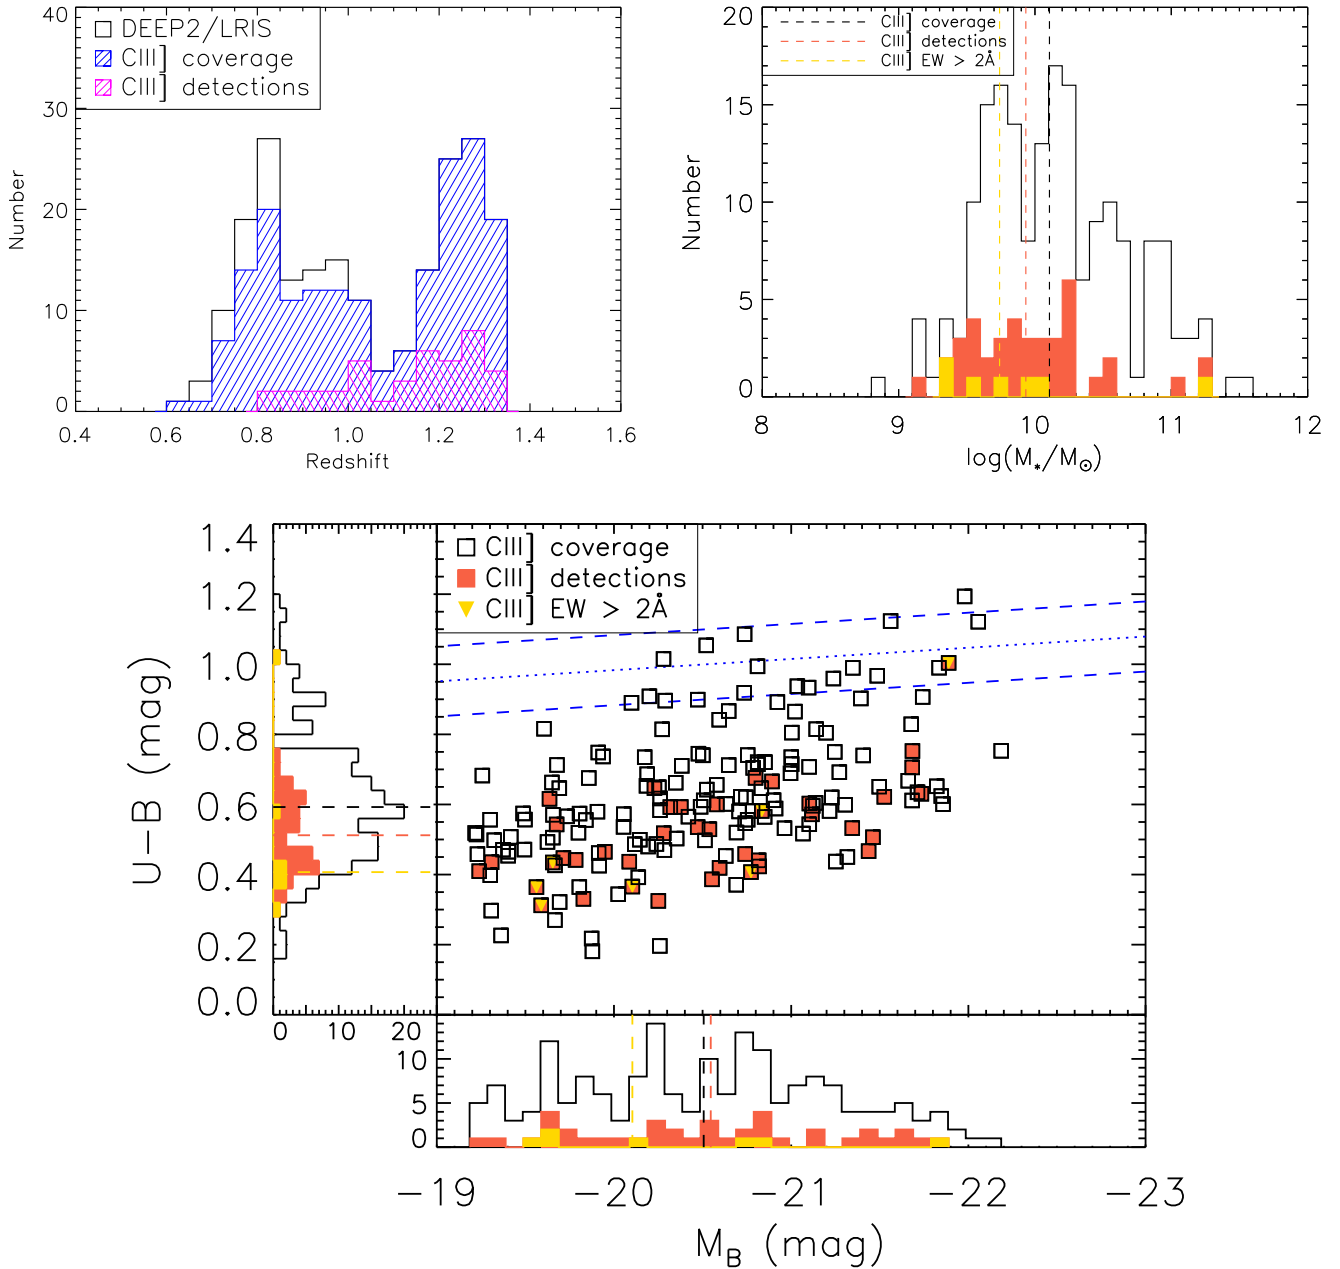 40
30
20
10
0
Number
DEEP2/LRIS
CIII] coverage
CIII] detections
0.4 0.6 0.8 1.0 1.2 1.4 1.6
Redshift
20
15
10
5
0
Number
CIII] coverage
CIII] detections
CIII] EW > 2Å
8 9 10 11 12
log(M*/M⊙)
1.4
1.2
1.0
0.8
0.6
0.4
0.2
0.0
U−B (mag)
CIII] coverage
CIII] detections
CIII] EW > 2Å
0 10 20
10
5
0
−19 −20 −21 −22 −23
M_B (mag)